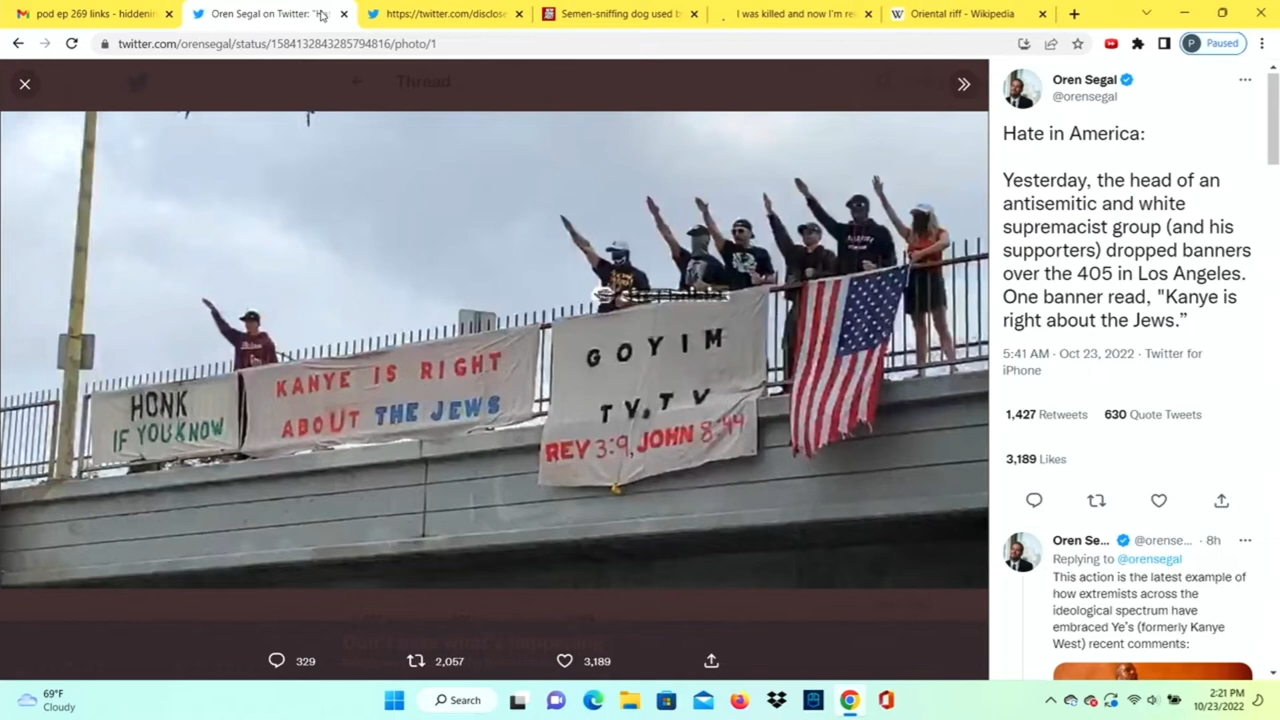 pod ep 269 links - hiddenin
Oren Segal on Twitter: "H
https://twitter.com/disclose
Semen-sniffing dog used b
I was killed and now I'm re
Oriental riff - Wikipedia
twitter.com/orensegal/status/1584132843285794816/photo/1
P Paused
Thread
HONK
IF YOU KNOW
KANYE IS RIGHT
ABOUT THE JEWS
GOYIM
TV.TV
REV 3:9, JOHN 8:44
329
2,057
3,189
Oren Segal
@orensegal
Hate in America:
Yesterday, the head of an
antisemitic and white
supremacist group (and his
supporters) dropped banners
over the 405 in Los Angeles.
One banner read, "Kanye is
right about the Jews.”
5:41 AM · Oct 23, 2022 · Twitter for
iPhone
1,427 Retweets 630 Quote Tweets
3,189 Likes
Oren Se... @orense... · 8h
Replying to @orensegal
This action is the latest example of
how extremists across the
ideological spectrum have
embraced Ye's (formerly Kanye
West) recent comments:
69°F
Cloudy
Search
2:21 PM
10/23/2022